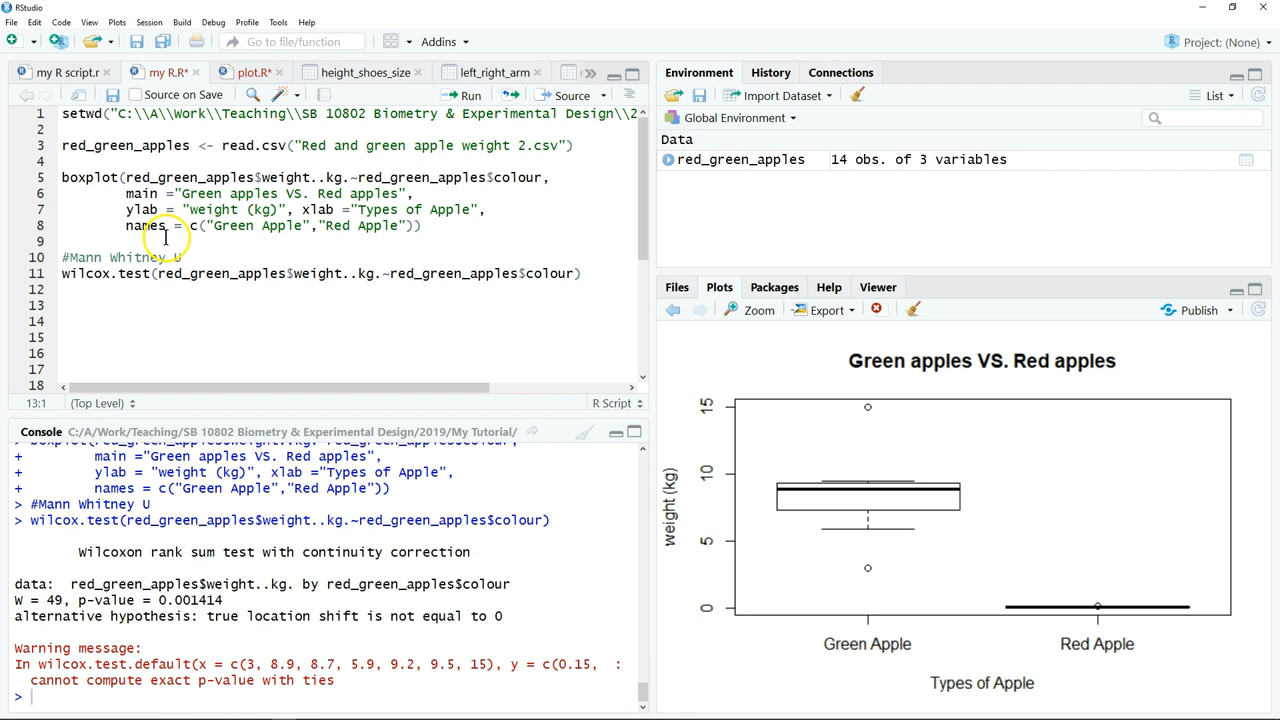 RStudio
File Edit Code View Plots Session Build Debug Profile Tools Help
Go to file/function Addins Project: (None)
my R script.r my R.R* plot.R* height_shoes_size left_right_arm
Source on Save Run Source
1 setwd("C:\\A\\Work\\Teaching\\SB 10802 Biometry & Experimental Design\\2
2
3 red_green_apples <- read.csv("Red and green apple weight 2.csv")
4
5 boxplot(red_green_apples$weight..kg.~red_green_apples$colour,
6 main ="Green apples VS. Red apples",
7 ylab = "weight (kg)", xlab ="Types of Apple",
8 names = c("Green Apple","Red Apple"))
9
10 #Mann Whitney U
11 wilcox.test(red_green_apples$weight..kg.~red_green_apples$colour)
12
13
14
15
16
17
18
13:1 (Top Level) R Script
Console C:/A/Work/Teaching/SB 10802 Biometry & Experimental Design/2019/My Tutorial/
> boxplot(red_green_apples$weight..kg.~red_green_apples$colour,
+ main ="Green apples VS. Red apples",
+ ylab = "weight (kg)", xlab ="Types of Apple",
+ names = c("Green Apple","Red Apple"))
> #Mann Whitney U
> wilcox.test(red_green_apples$weight..kg.~red_green_apples$colour)
Wilcoxon rank sum test with continuity correction
data: red_green_apples$weight..kg. by red_green_apples$colour
W = 49, p-value = 0.001414
alternative hypothesis: true location shift is not equal to 0
Warning message:
In wilcox.test.default(x = c(3, 8.9, 8.7, 5.9, 9.2, 9.5, 15), y = c(0.15, :
cannot compute exact p-value with ties
>
Environment History Connections
Import Dataset List
Global Environment
Data
red_green_apples 14 obs. of 3 variables
Files Plots Packages Help Viewer
Zoom Export Publish
Green apples VS. Red apples
weight (kg)
15
10
5
0
Green Apple Red Apple
Types of Apple